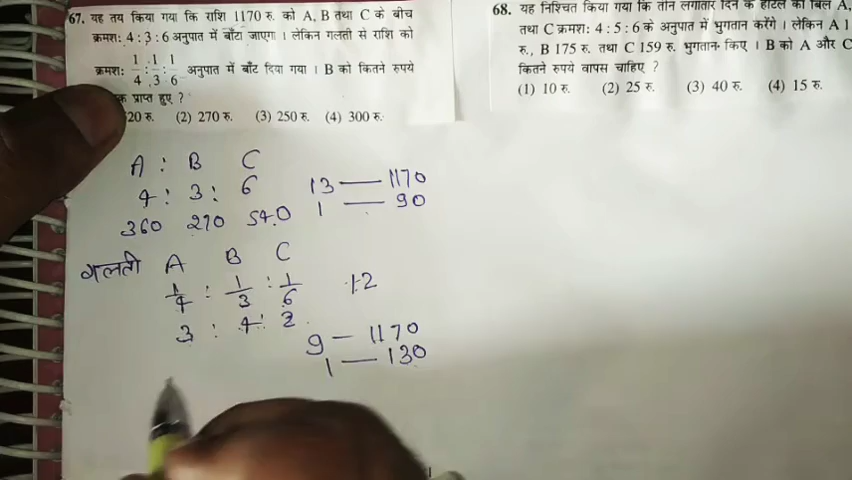 67. यह तय किया गया कि राशि 1170 रु. को A, B तथा C के बीच
क्रमश: 4 : 3 : 6 अनुपात में बाँटा जाएगा । लेकिन गलती से राशि को
क्रमश: 1/4 : 1/3 : 1/6 अनुपात में बाँट दिया गया । B को कितने रुपये
प्राप्त हुए ?
20 रु. (2) 270 रु. (3) 250 रु. (4) 300 रु.
A : B C
4 : 3 : 6
360 270 540
13 — 1170
1 — 90
गलती A B C
1/4 : 1/3 : 1/6 12
3 : 4 : 2
9 — 1170
1 — 130
68. यह निश्चित किया गया कि तीन लगातार दिन के होटल का बिल A,
तथा C क्रमश: 4 : 5 : 6 के अनुपात में भुगतान करेंगे । लेकिन A 1
रु., B 175 रु. तथा C 159 रु. भुगतान किए । B को A और C
कितने रुपये वापस चाहिए ?
(1) 10 रु. (2) 25 रु. (3) 40 रु. (4) 15 रु.